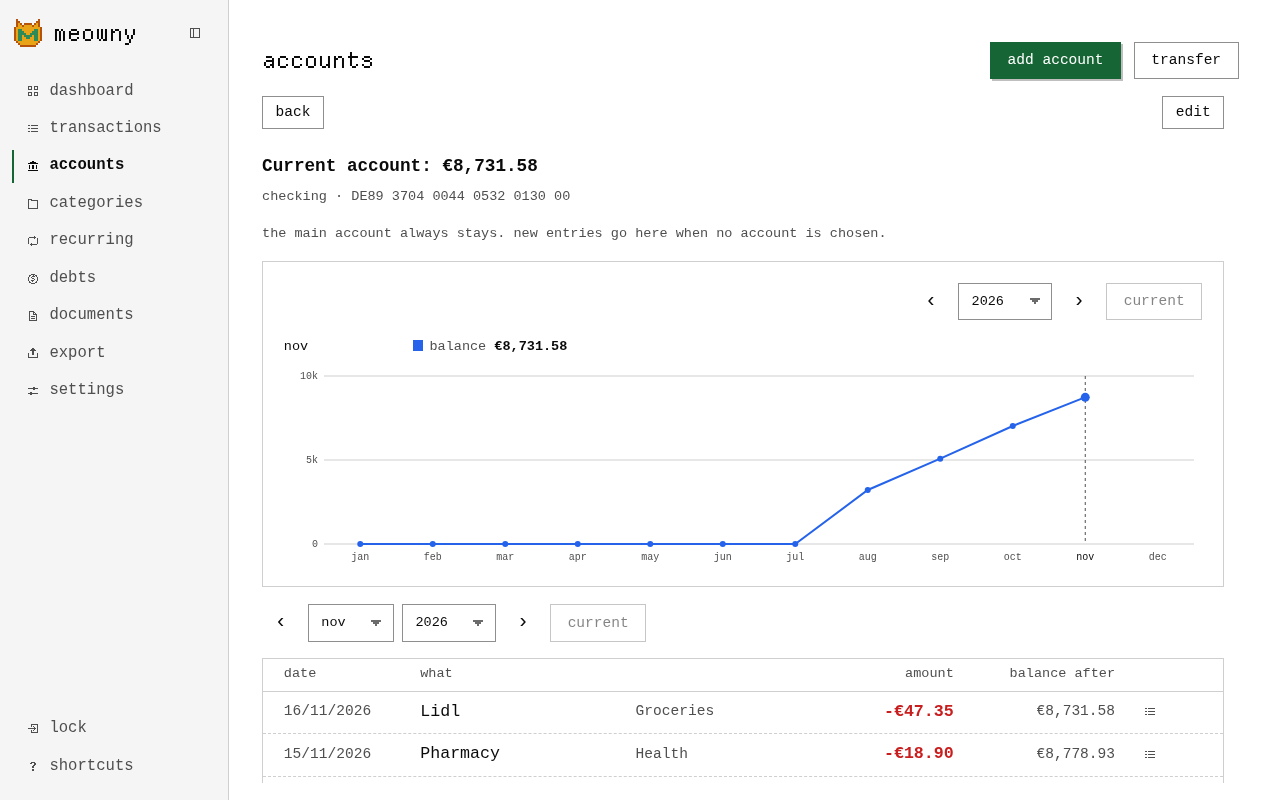 meowny
dashboard
transactions
accounts
categories
recurring
debts
documents
export
settings
lock
? shortcuts
accounts
add account
transfer
back
edit
Current account: €8,731.58
checking · DE89 3704 0044 0532 0130 00
the main account always stays. new entries go here when no account is chosen.
‹ 2026 › current
nov balance €8,731.58
10k
5k
0
jan feb mar apr may jun jul aug sep oct nov dec
‹ nov 2026 › current
date what amount balance after
16/11/2026 Lidl Groceries -€47.35 €8,731.58
15/11/2026 Pharmacy Health -€18.90 €8,778.93